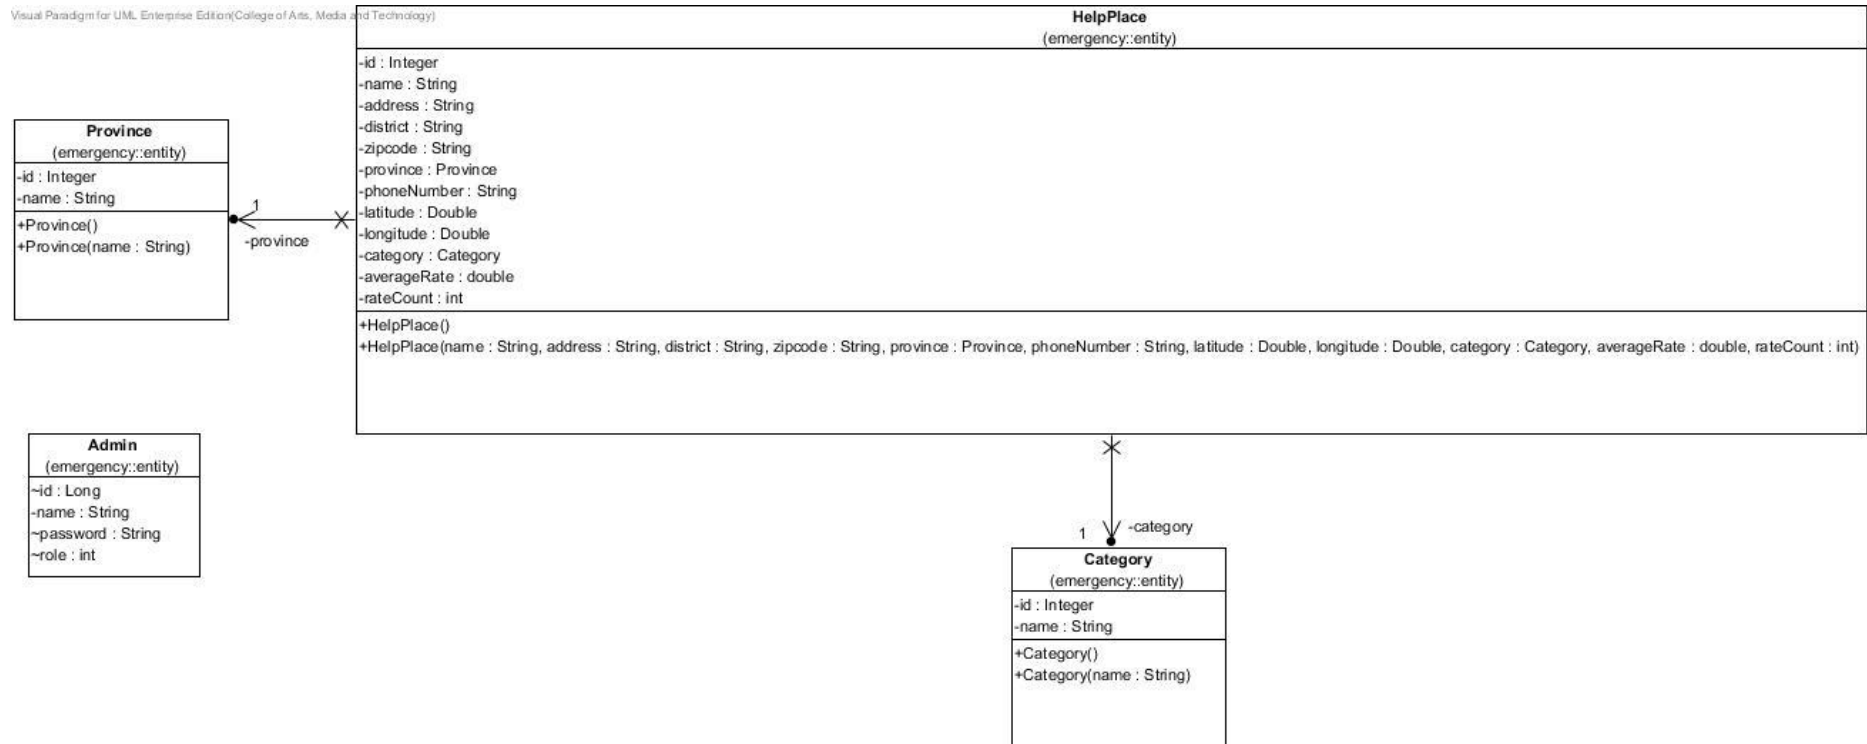 Visual Paradigm for UML Enterprise Edition(College of Arts, Media and Technology)
HelpPlace
(emergency::entity)
-id : Integer
-name : String
-address : String
-district : String
-zipcode : String
-province : Province
-phoneNumber : String
-latitude : Double
-longitude : Double
-category : Category
-averageRate : double
-rateCount : int
+HelpPlace()
+HelpPlace(name : String, address : String, district : String, zipcode : String, province : Province, phoneNumber : String, latitude : Double, longitude : Double, category : Category, averageRate : double, rateCount : int)
Province
(emergency::entity)
-id : Integer
-name : String
+Province()
+Province(name : String)
1
-province
Admin
(emergency::entity)
~id : Long
-name : String
~password : String
~role : int
1
-category
Category
(emergency::entity)
-id : Integer
-name : String
+Category()
+Category(name : String)